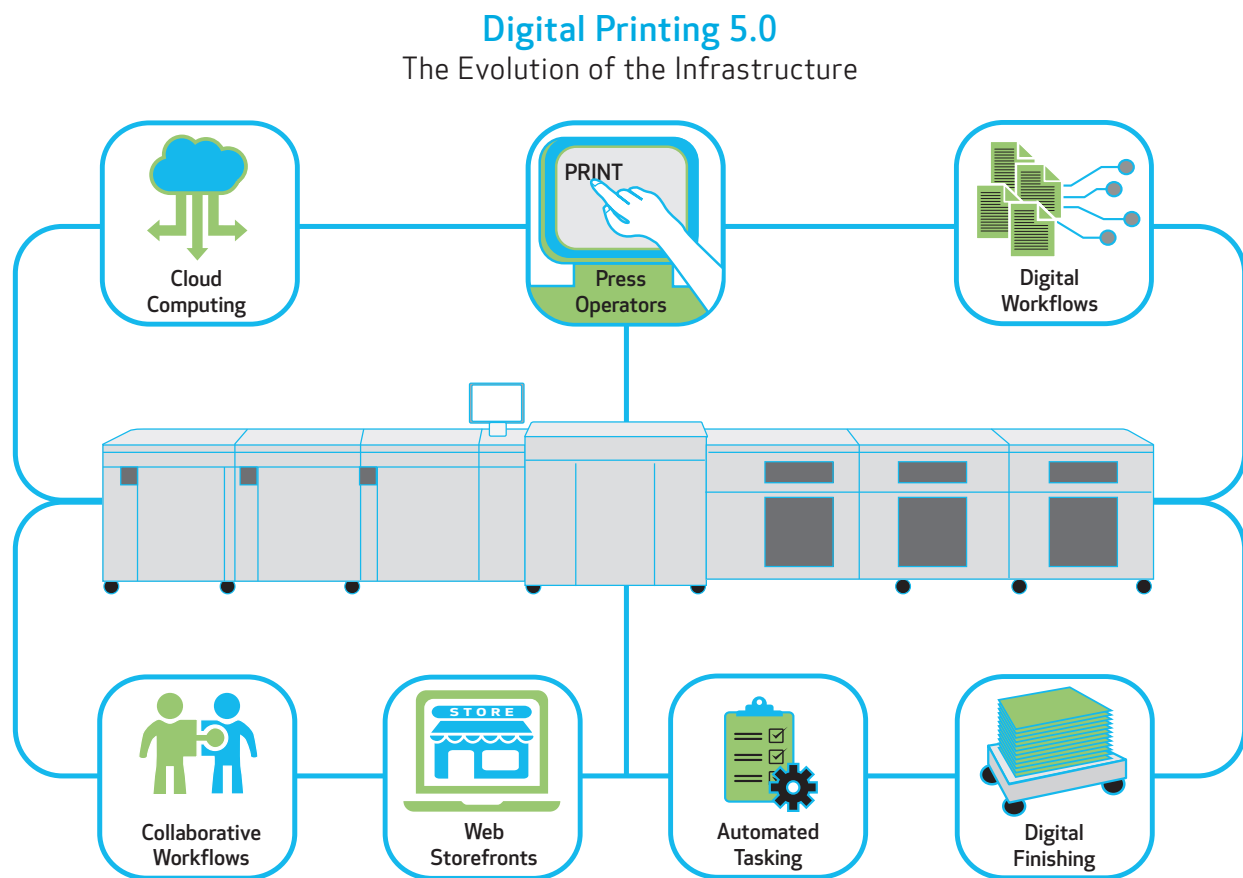 Digital Printing 5.0
The Evolution of the Infrastructure
Cloud
Computing
PRINT
Press
Operators
Digital
Workflows
Collaborative
Workflows
STORE
Web
Storefronts
Automated
Tasking
Digital
Finishing